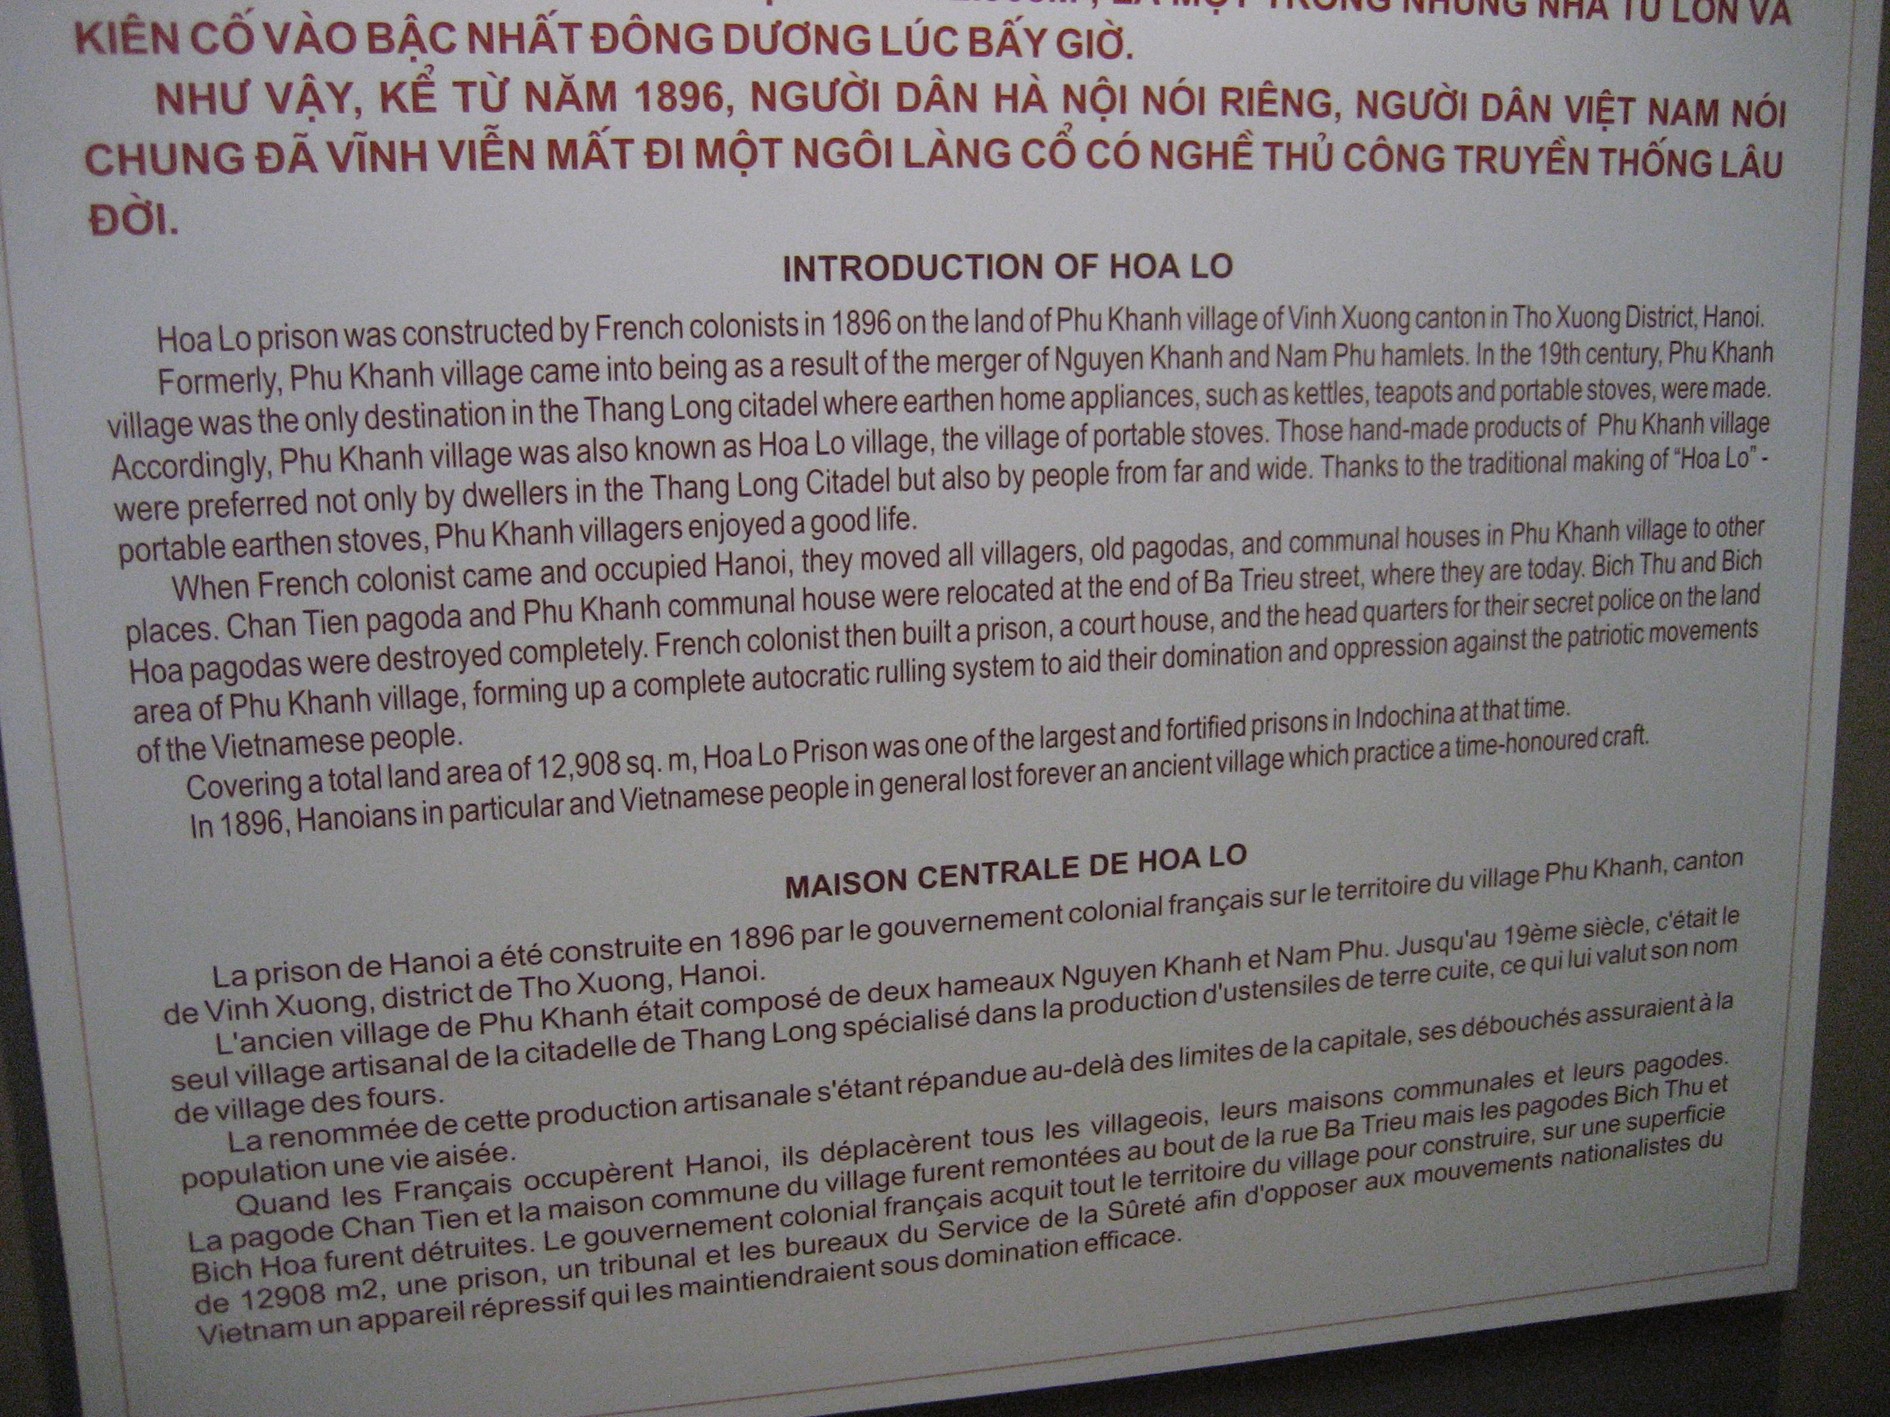 LÀ MỘT TRONG NHỮNG NHÀ TÙ LỚN VÀ
KIÊN CỐ VÀO BẬC NHẤT ĐÔNG DƯƠNG LÚC BẤY GIỜ.
NHƯ VẬY, KỂ TỪ NĂM 1896, NGƯỜI DÂN HÀ NỘI NÓI RIÊNG, NGƯỜI DÂN VIỆT NAM NÓI
CHUNG ĐÃ VĨNH VIỄN MẤT ĐI MỘT NGÔI LÀNG CỔ CÓ NGHỀ THỦ CÔNG TRUYỀN THỐNG LÂU
ĐỜI.
INTRODUCTION OF HOA LO
Hoa Lo prison was constructed by French colonists in 1896 on the land of Phu Khanh village of Vinh Xuong canton in Tho Xuong District, Hanoi.
Formerly, Phu Khanh village came into being as a result of the merger of Nguyen Khanh and Nam Phu hamlets. In the 19th century, Phu Khanh
village was the only destination in the Thang Long citadel where earthen home appliances, such as kettles, teapots and portable stoves, were made.
Accordingly, Phu Khanh village was also known as Hoa Lo village, the village of portable stoves. Those hand-made products of Phu Khanh village
were preferred not only by dwellers in the Thang Long Citadel but also by people from far and wide. Thanks to the traditional making of “Hoa Lo” -
portable earthen stoves, Phu Khanh villagers enjoyed a good life.
When French colonist came and occupied Hanoi, they moved all villagers, old pagodas, and communal houses in Phu Khanh village to other
places. Chan Tien pagoda and Phu Khanh communal house were relocated at the end of Ba Trieu street, where they are today. Bich Thu and Bich
Hoa pagodas were destroyed completely. French colonist then built a prison, a court house, and the head quarters for their secret police on the land
area of Phu Khanh village, forming up a complete autocratic rulling system to aid their domination and oppression against the patriotic movements
of the Vietnamese people.
Covering a total land area of 12,908 sq. m, Hoa Lo Prison was one of the largest and fortified prisons in Indochina at that time.
In 1896, Hanoians in particular and Vietnamese people in general lost forever an ancient village which practice a time-honoured craft.
MAISON CENTRALE DE HOA LO
La prison de Hanoi a été construite en 1896 par le gouvernement colonial français sur le territoire du village Phu Khanh, canton
de Vinh Xuong, district de Tho Xuong, Hanoi.
L'ancien village de Phu Khanh était composé de deux hameaux Nguyen Khanh et Nam Phu. Jusqu'au 19ème siècle, c'était le
seul village artisanal de la citadelle de Thang Long spécialisé dans la production d'ustensiles de terre cuite, ce qui lui valut son nom
de village des fours.
La renommée de cette production artisanale s'étant répandue au-delà des limites de la capitale, ses débouchés assuraient à la
population une vie aisée.
Quand les Français occupèrent Hanoi, ils déplacèrent tous les villageois, leurs maisons communales et leurs pagodes.
La pagode Chan Tien et la maison commune du village furent remontées au bout de la rue Ba Trieu mais les pagodes Bich Thu et
Bich Hoa furent détruites. Le gouvernement colonial français acquit tout le territoire du village pour construire, sur une superficie
de 12908 m2, une prison, un tribunal et les bureaux du Service de la Sûreté afin d'opposer aux mouvements nationalistes du
Vietnam un appareil répressif qui les maintiendraient sous domination efficace.